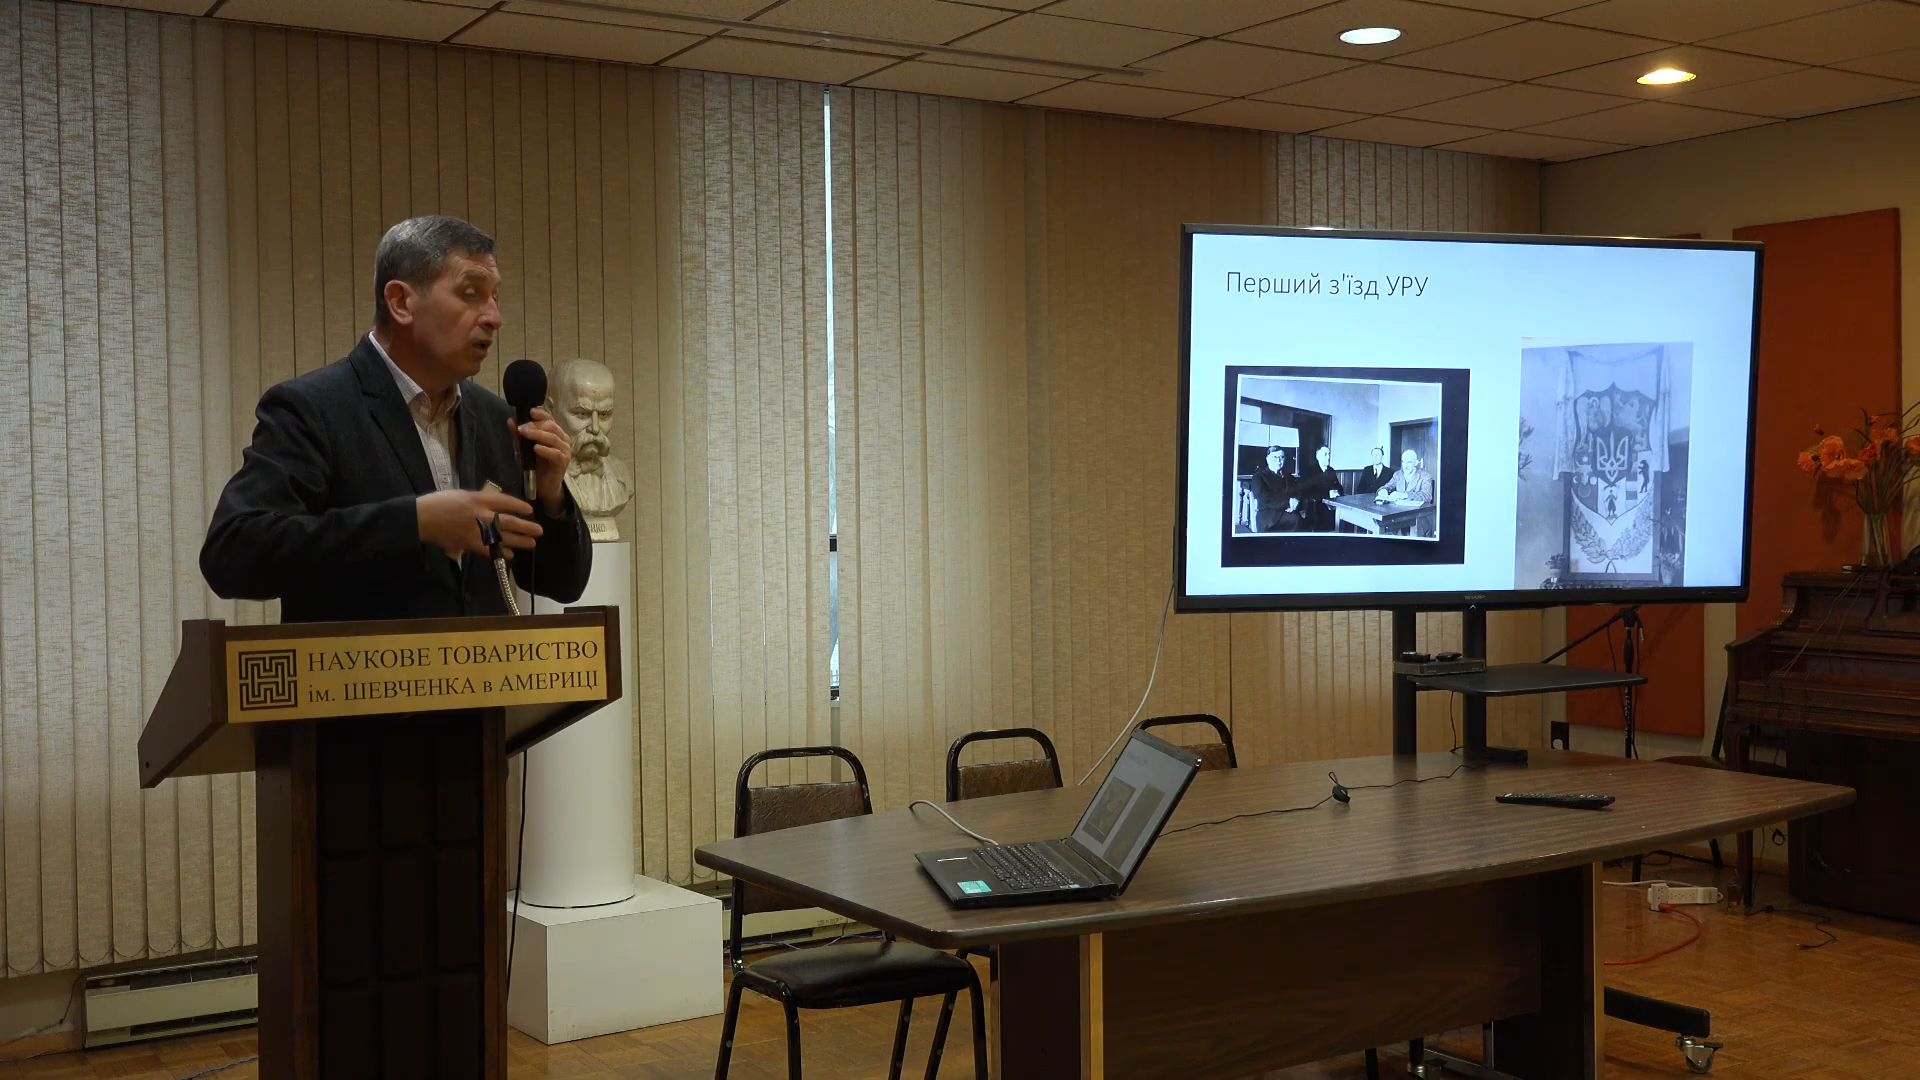 Перший з'їзд УРУ
НАУКОВЕ ТОВАРИСТВО
ім. ШЕВЧЕНКА в АМЕРИЦІ